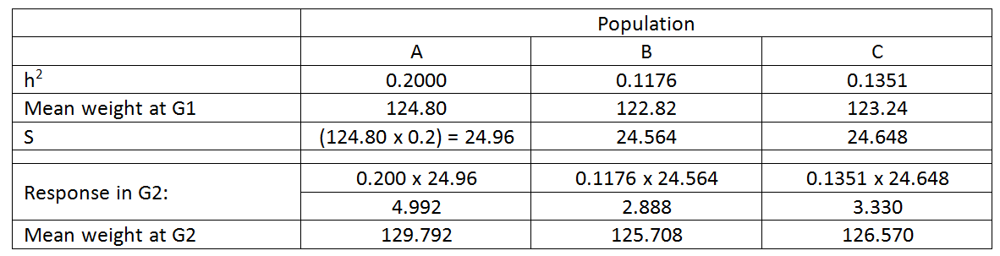 Population
A B C
h² 0.2000 0.1176 0.1351
Mean weight at G1 124.80 122.82 123.24
S (124.80 x 0.2) = 24.96 24.564 24.648
Response in G2: 0.200 x 24.96 0.1176 x 24.564 0.1351 x 24.648
4.992 2.888 3.330
Mean weight at G2 129.792 125.708 126.570